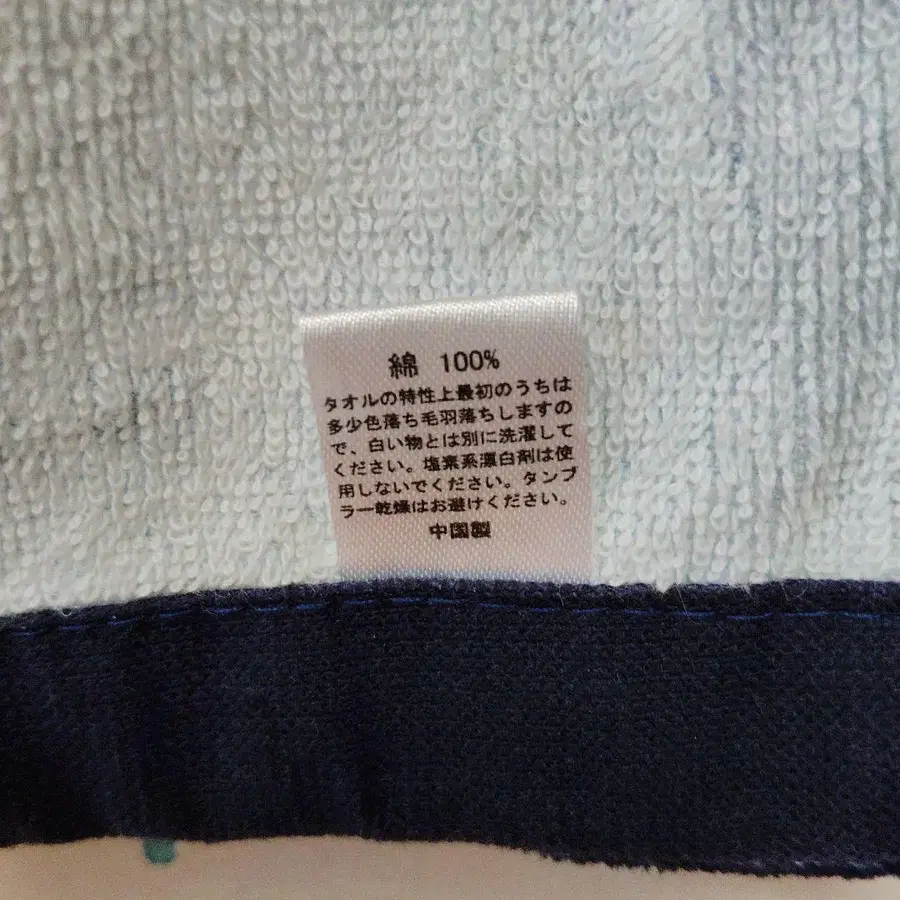 綿 100%
タオルの特性上最初のうちは
多少色落ち毛羽落ちしますの
で、白い物とは別に洗濯して
ください。塩素系漂白剤は使
用しないでください。タンブ
ラー乾燥はお避けください。
中国製